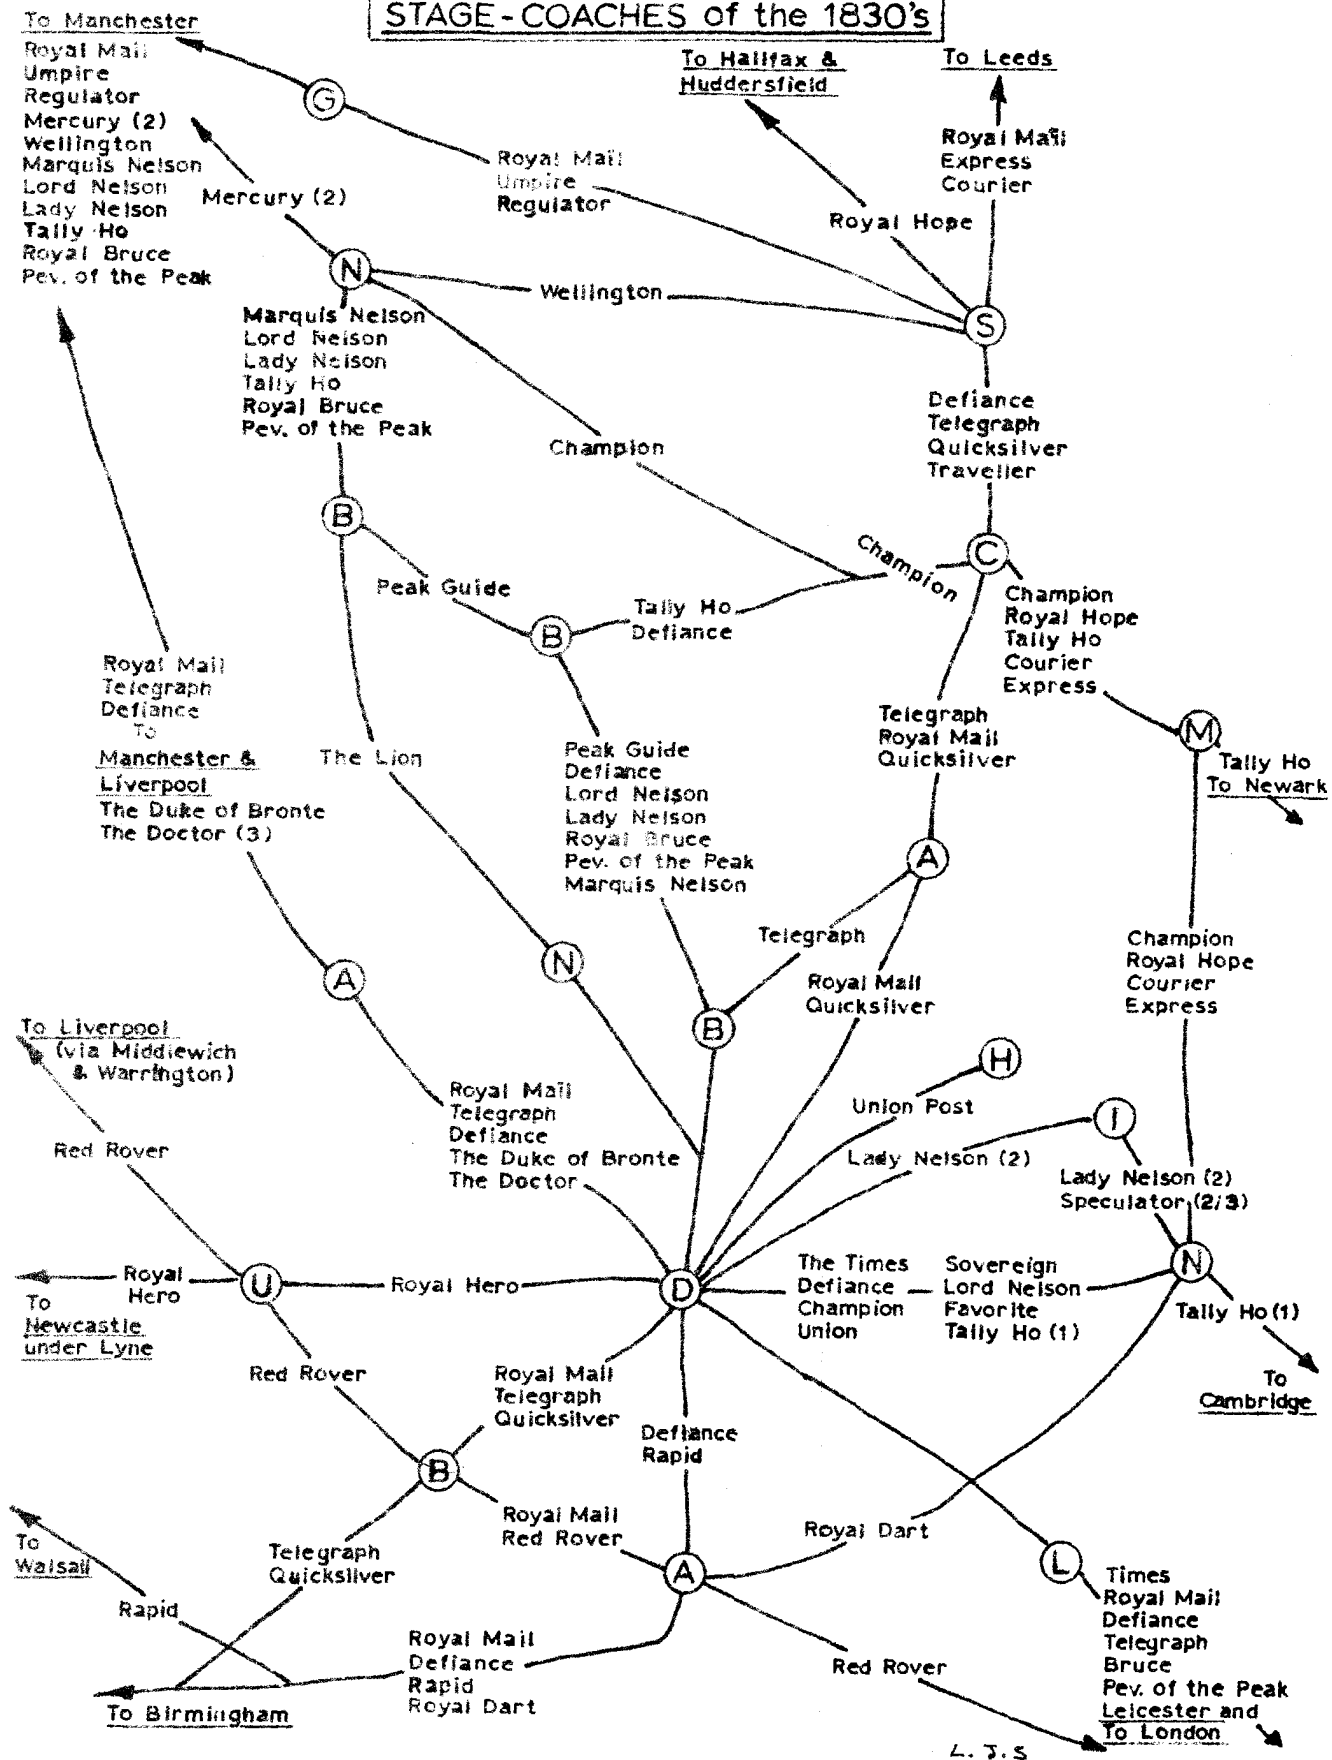 STAGE-COACHES of the 1830's
To Manchester
Royal Mail
Umpire
Regulator
Mercury (2)
Wellington
Marquis Nelson
Lord Nelson
Lady Nelson
Tally Ho
Royal Bruce
Pev. of the Peak
G
Mercury (2)
Royal Mail
Umpire
Regulator
To Halifax &
Huddersfield
To Leeds
Royal Mail
Express
Courier
Royal Hope
N
Wellington
S
Marquis Nelson
Lord Nelson
Lady Nelson
Tally Ho
Royal Bruce
Pev. of the Peak
Champion
Defiance
Telegraph
Quicksilver
Traveller
B
Peak Guide
B
Tally Ho
Defiance
Champion
C
Champion
Royal Hope
Tally Ho
Courier
Express
M
Tally Ho
To Newark
Royal Mail
Telegraph
Defiance
To
Manchester &
Liverpool
The Duke of Bronte
The Doctor (3)
The Lion
Peak Guide
Defiance
Lord Nelson
Lady Nelson
Royal Bruce
Pev. of the Peak
Marquis Nelson
Telegraph
Royal Mail
Quicksilver
A
Telegraph
Royal Mail
Quicksilver
Champion
Royal Hope
Courier
Express
A
N
B
H
Union Post
I
Lady Nelson (2)
Lady Nelson (2)
Speculator (2/3)
To Liverpool
(via Middlewich
& Warrington)
Red Rover
Royal Mail
Telegraph
Defiance
The Duke of Bronte
The Doctor
Royal
Hero
To
Newcastle
under Lyne
U
Royal Hero
D
The Times
Defiance
Champion
Union
Sovereign
Lord Nelson
Favorite
Tally Ho (1)
N
Tally Ho (1)
To
Cambridge
Red Rover
Royal Mail
Telegraph
Quicksilver
Defiance
Rapid
B
Royal Mail
Red Rover
A
Royal Dart
L
Times
Royal Mail
Defiance
Telegraph
Bruce
Pev. of the Peak
Leicester and
To London
To
Walsall
Rapid
Telegraph
Quicksilver
Royal Mail
Defiance
Rapid
Royal Dart
To Birmingham
Red Rover
L.J.S